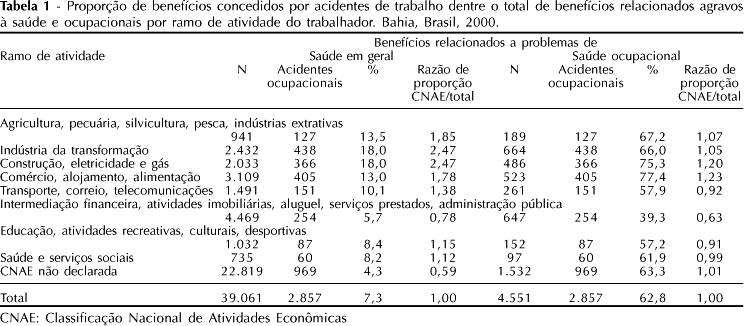 Tabela 1 - Proporção de benefícios concedidos por acidentes de trabalho dentre o total de benefícios relacionados agravos
à saúde e ocupacionais por ramo de atividade do trabalhador. Bahia, Brasil, 2000.
Benefícios relacionados a problemas de
Ramo de atividade Saúde em geral Saúde ocupacional
N Acidentes % Razão de N Acidentes % Razão de
ocupacionais proporção ocupacionais proporção
CNAE/total CNAE/total
Agricultura, pecuária, silvicultura, pesca, indústrias extrativas
941 127 13,5 1,85 189 127 67,2 1,07
Indústria da transformação 2.432 438 18,0 2,47 664 438 66,0 1,05
Construção, eletricidade e gás 2.033 366 18,0 2,47 486 366 75,3 1,20
Comércio, alojamento, alimentação 3.109 405 13,0 1,78 523 405 77,4 1,23
Transporte, correio, telecomunicações 1.491 151 10,1 1,38 261 151 57,9 0,92
Intermediação financeira, atividades imobiliárias, aluguel, serviços prestados, administração pública
4.469 254 5,7 0,78 647 254 39,3 0,63
Educação, atividades recreativas, culturais, desportivas
1.032 87 8,4 1,15 152 87 57,2 0,91
Saúde e serviços sociais 735 60 8,2 1,12 97 60 61,9 0,99
CNAE não declarada 22.819 969 4,3 0,59 1.532 969 63,3 1,01
Total 39.061 2.857 7,3 1,00 4.551 2.857 62,8 1,00
CNAE: Classificação Nacional de Atividades Econômicas